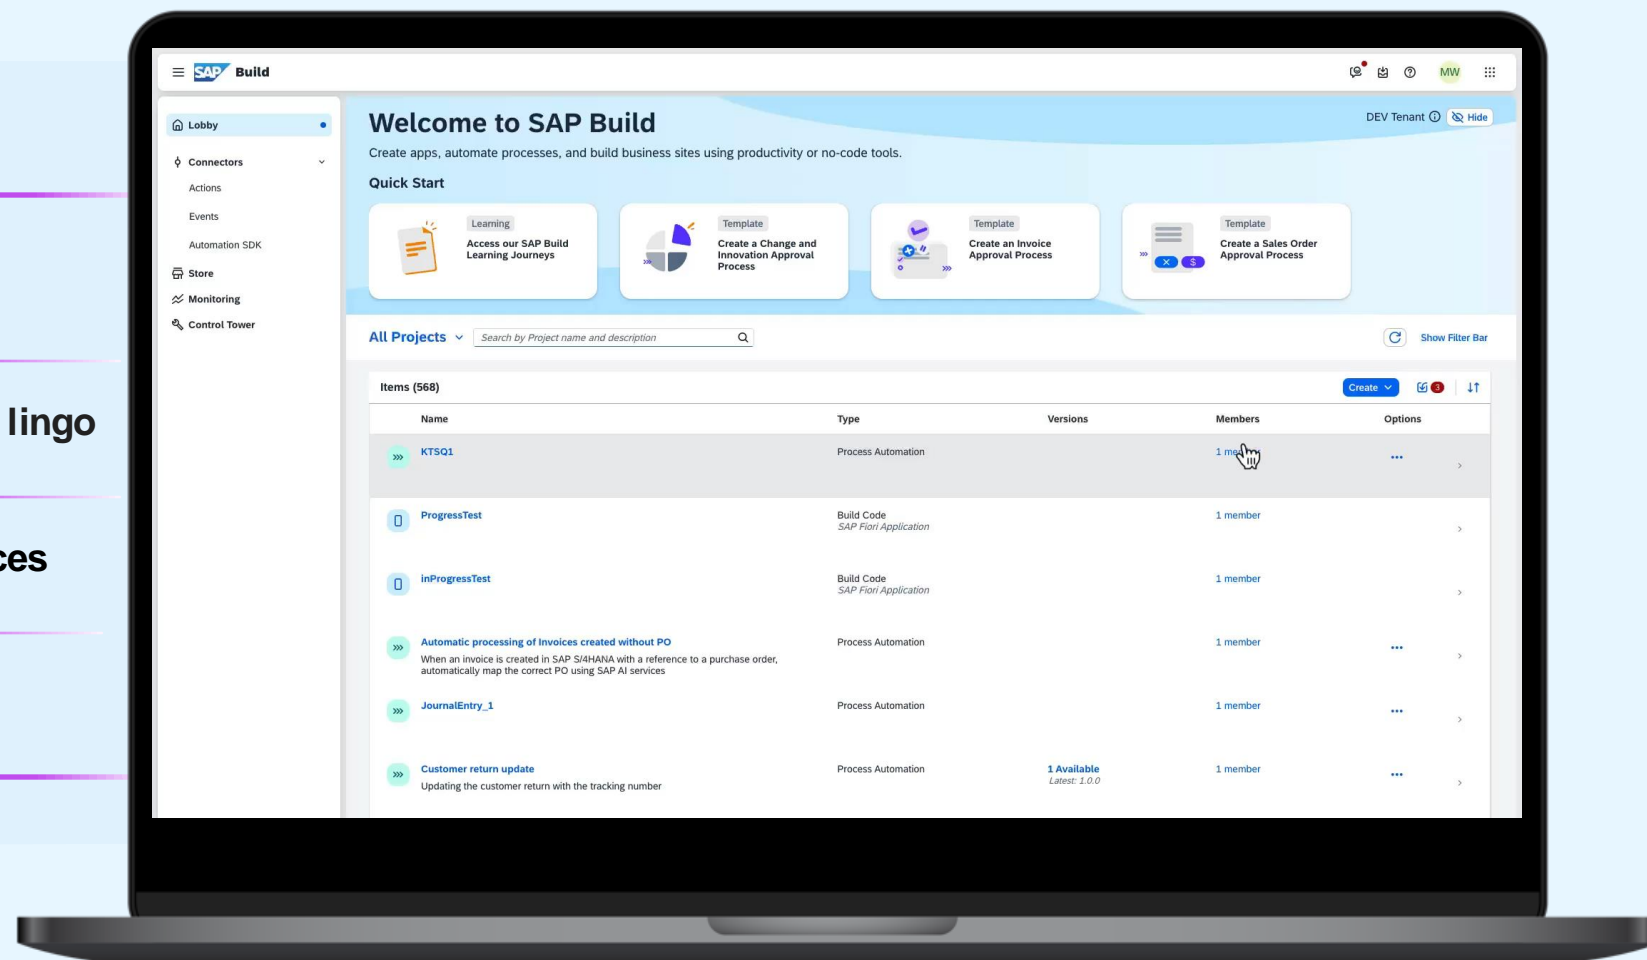 lingo
ces
SAP Build
MW
Lobby
Connectors
Actions
Events
Automation SDK
Store
Monitoring
Control Tower
Welcome to SAP Build
DEV Tenant
Hide
Create apps, automate processes, and build business sites using productivity or no-code tools.
Quick Start
Learning
Access our SAP Build
Learning Journeys
Template
Create a Change and
Innovation Approval
Process
Template
Create an Invoice
Approval Process
Template
Create a Sales Order
Approval Process
All Projects
Search by Project name and description
Show Filter Bar
Items (568)
Create
3
Name Type Versions Members Options
KTSQ1 Process Automation 1
ProgressTest Build Code 1 member
SAP Fiori Application
inProgressTest Build Code 1 member
SAP Fiori Application
Automatic processing of Invoices created without PO Process Automation 1 member
When an invoice is created in SAP S/4HANA with a reference to a purchase order,
automatically map the correct PO using SAP AI services
JournalEntry_1 Process Automation 1 member
Customer return update Process Automation 1 Available 1 member
Updating the customer return with the tracking number Latest: 1.0.0